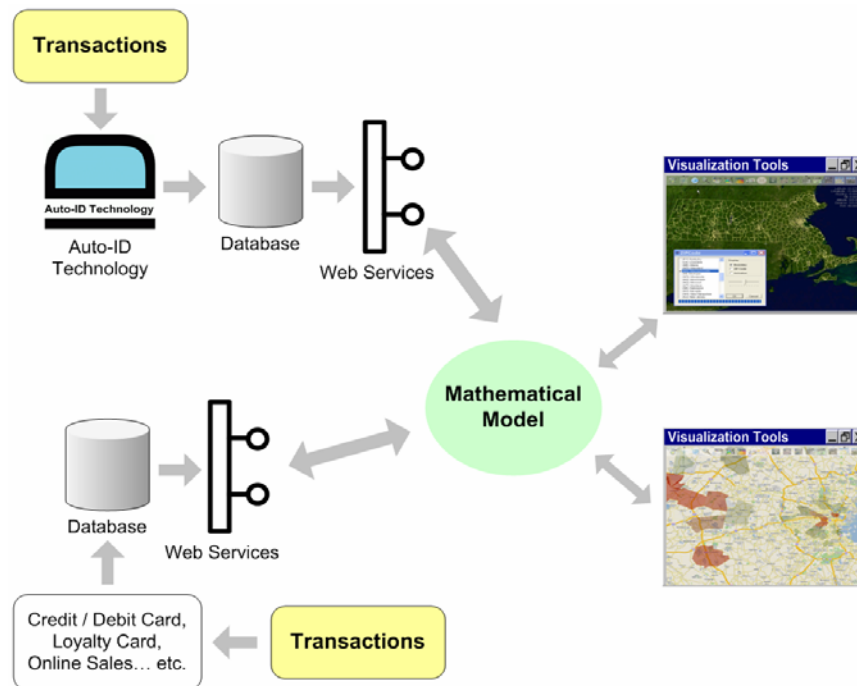 Transactions
Auto-ID Technology
Auto-ID
Technology
Database
Web Services
Visualization Tools
Mathematical
Model
Visualization Tools
Database
Web Services
Credit / Debit Card,
Loyalty Card,
Online Sales... etc.
Transactions